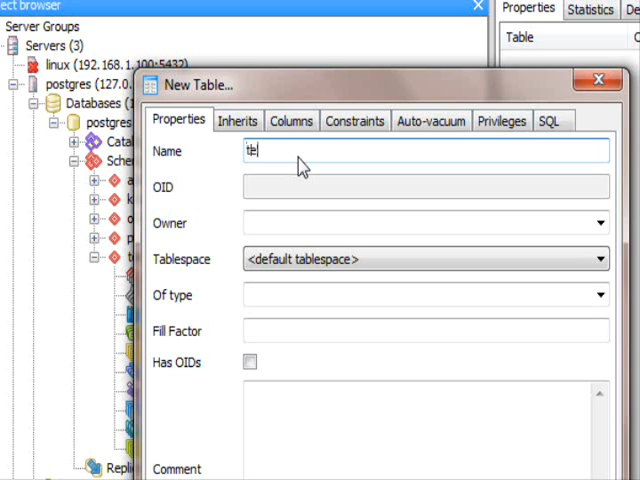 ect browser
Server Groups
Servers (3)
linux (192.168.1.100:5432)
postgres (127.0.
Databases (1
postgres
Cata
Sche
a
k
o
p
te
Repli
Properties
Statistics
De
Table
New Table...
Properties
Inherits
Columns
Constraints
Auto-vacuum
Privileges
SQL
Name
OID
Owner
Tablespace
<default tablespace>
Of type
Fill Factor
Has OIDs
Comment